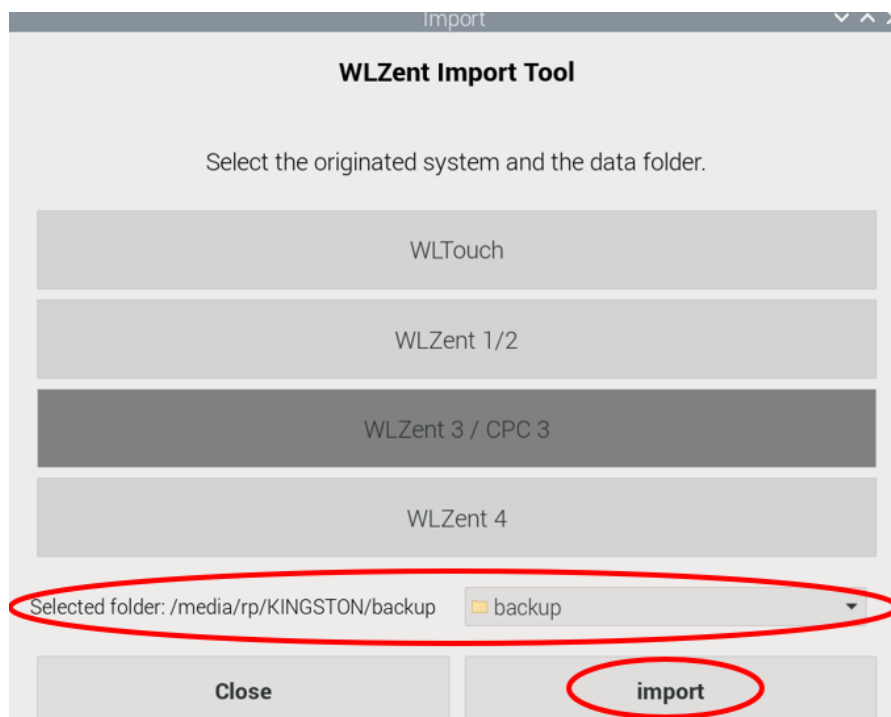 Import
WLZent Import Tool
Select the originated system and the data folder.
WLTouch
WLZent 1/2
WLZent 3 / CPC 3
WLZent 4
Selected folder: /media/rp/KINGSTON/backup backup
Close import